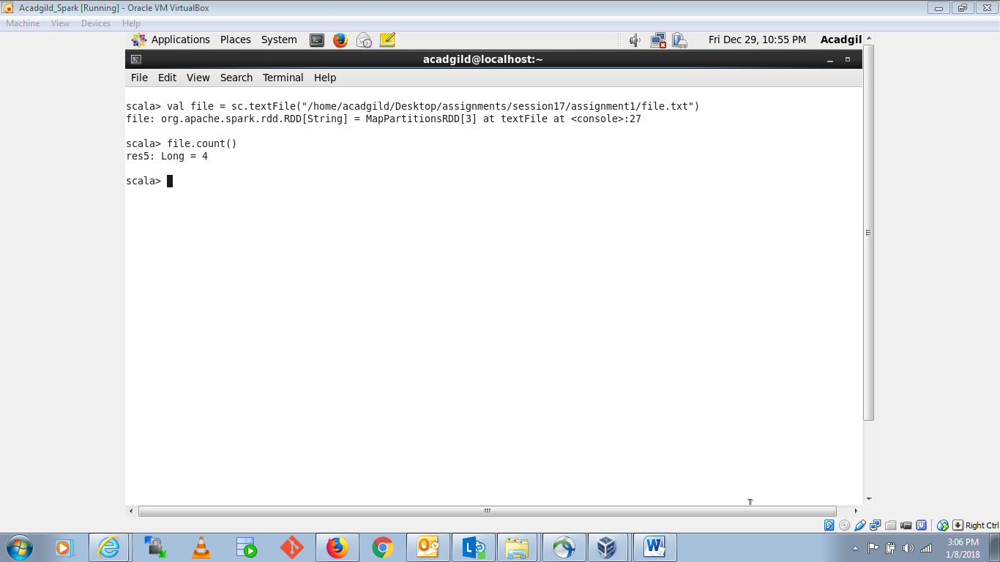 Acadgild_Spark [Running] - Oracle VM VirtualBox
Machine View Devices Help
Applications Places System Fri Dec 29, 10:55 PM Acadgil
acadgild@localhost:~
File Edit View Search Terminal Help
scala> val file = sc.textFile("/home/acadgild/Desktop/assignments/session17/assignment1/file.txt")
file: org.apache.spark.rdd.RDD[String] = MapPartitionsRDD[3] at textFile at <console>:27
scala> file.count()
res5: Long = 4
scala>
Right Ctrl
3:06 PM
1/8/2018